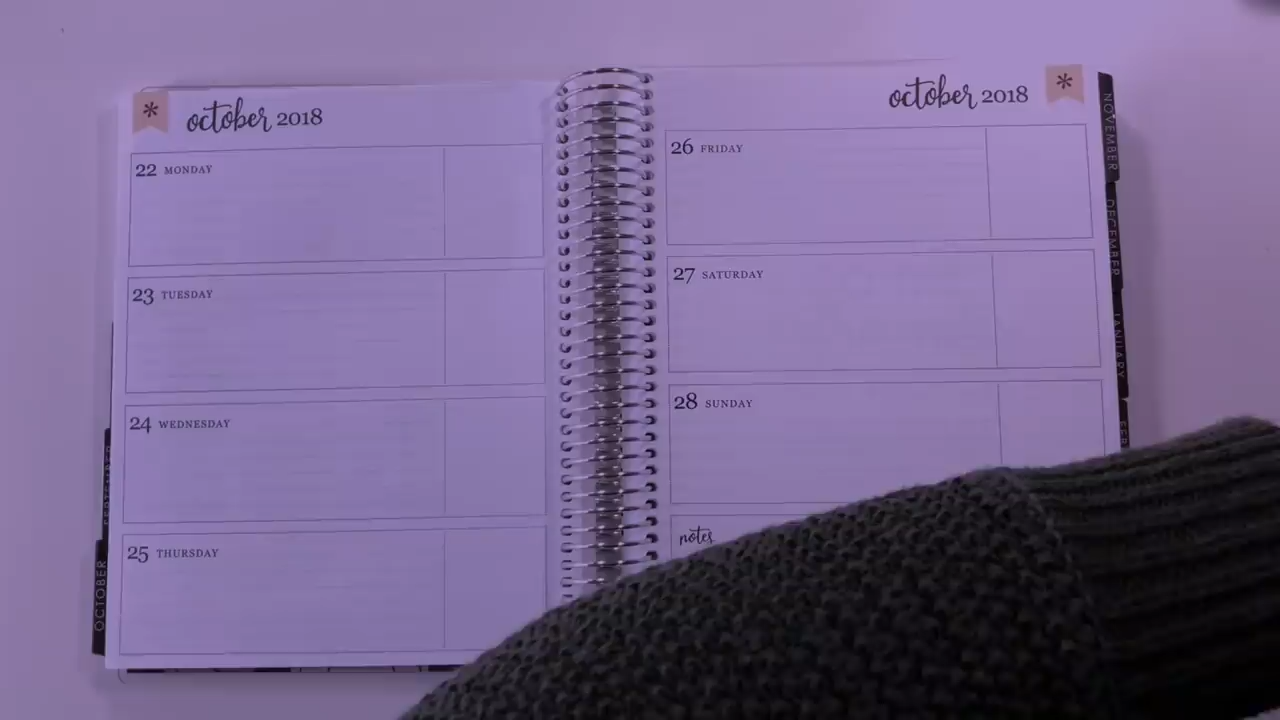 october 2018
22 MONDAY
23 TUESDAY
24 WEDNESDAY
25 THURSDAY
OCTOBER
october 2018
26 FRIDAY
27 SATURDAY
28 SUNDAY
notes
NOVEMBER
DECEMBER
JANUARY